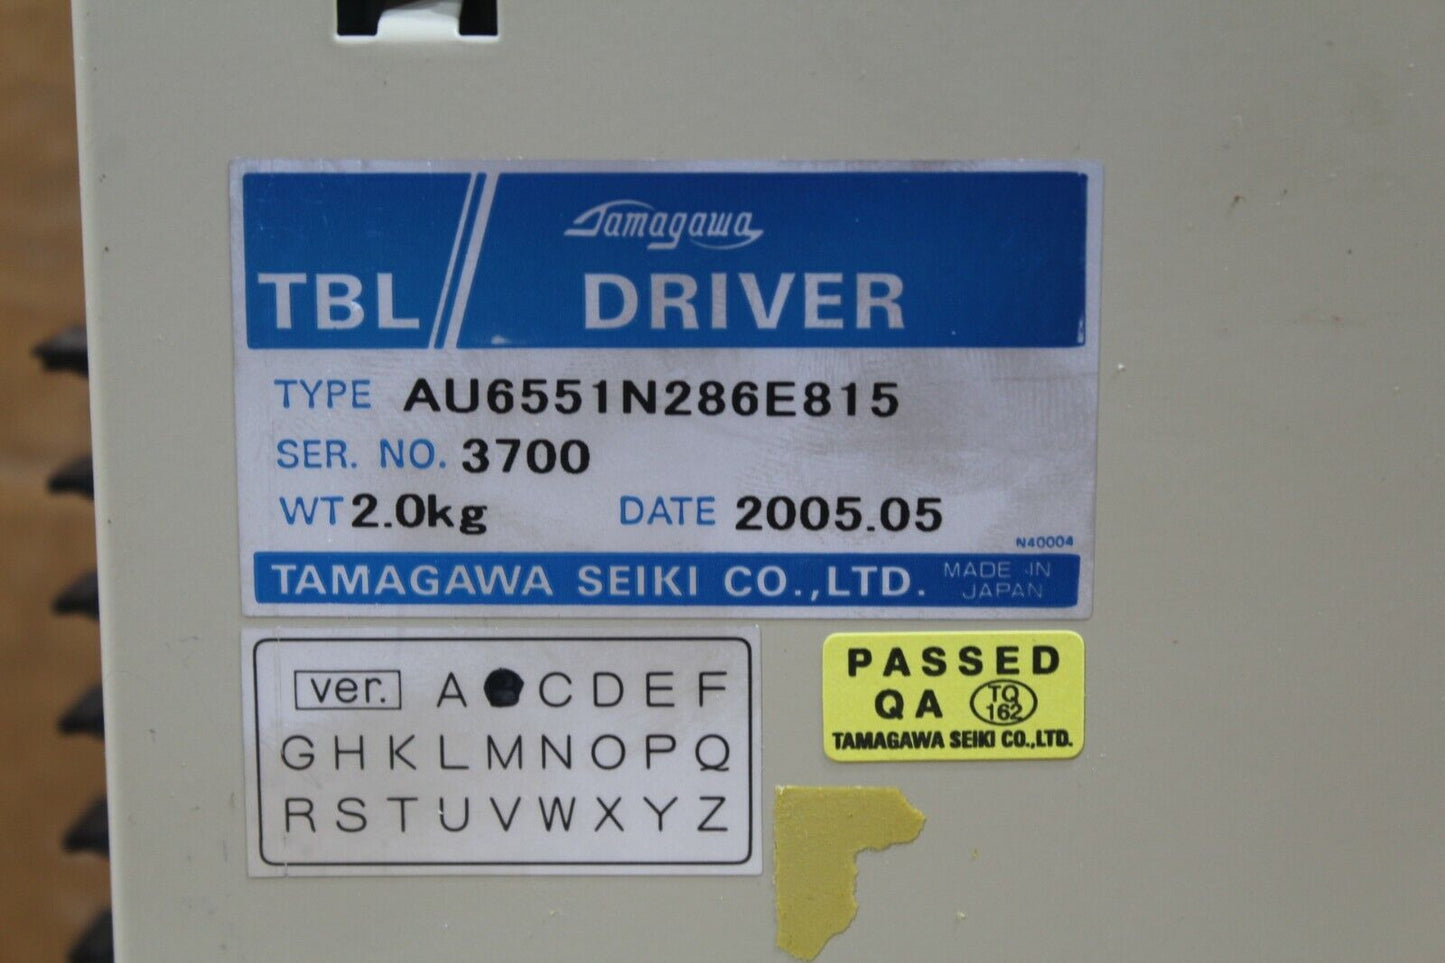 Tamagawa
TBL DRIVER
TYPE AU6551N286E815
SER. NO. 3700
WT 2.0kg DATE 2005.05
N40004
TAMAGAWA SEIKI CO.,LTD. MADE IN
JAPAN
ver. A C D E F
G H K L M N O P Q
R S T U V W X Y Z
PASSED
QA TQ
162
TAMAGAWA SEIKI CO.,LTD.